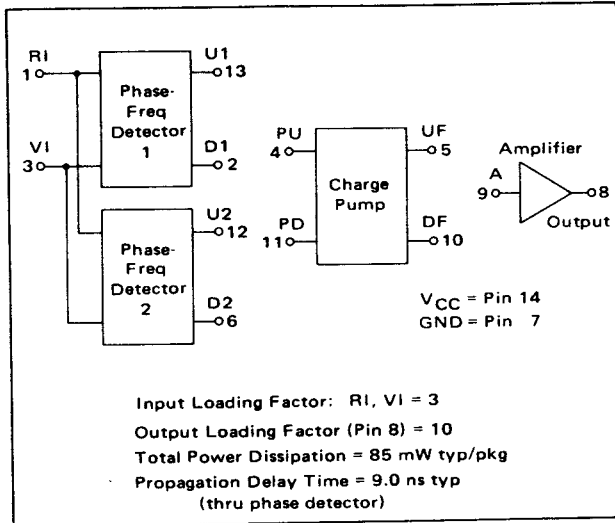 RI
1
U1
13
Phase-
Freq
Detector
1
VI
3
D1
2
U2
12
Phase-
Freq
Detector
2
D2
6
PU
4
UF
5
Charge
Pump
PD
11
DF
10
Amplifier
A
9
8
Output
VCC = Pin 14
GND = Pin 7
Input Loading Factor: RI, VI = 3
Output Loading Factor (Pin 8) = 10
Total Power Dissipation = 85 mW typ/pkg
Propagation Delay Time = 9.0 ns typ
(thru phase detector)